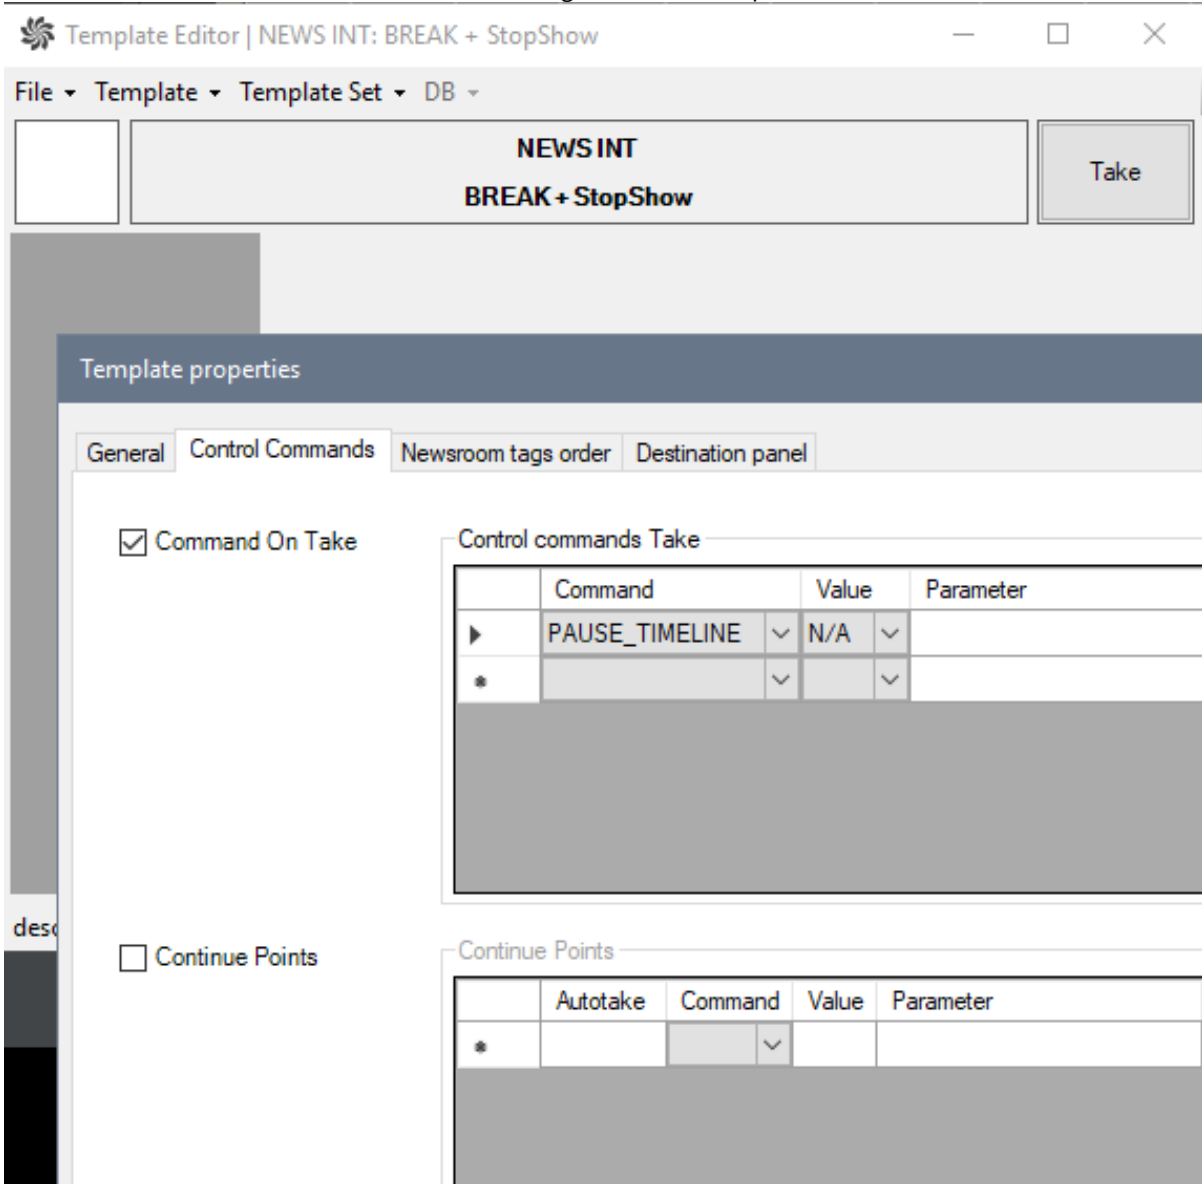 Template Editor | NEWS INT: BREAK + StopShow
File Template Template Set DB
NEWS INT
BREAK + StopShow
Take
Template properties
General Control Commands Newsroom tags order Destination panel
Command On Take
Control commands Take
Command Value Parameter
PAUSE_TIMELINE N/A
Continue Points
Continue Points
Autotake Command Value Parameter